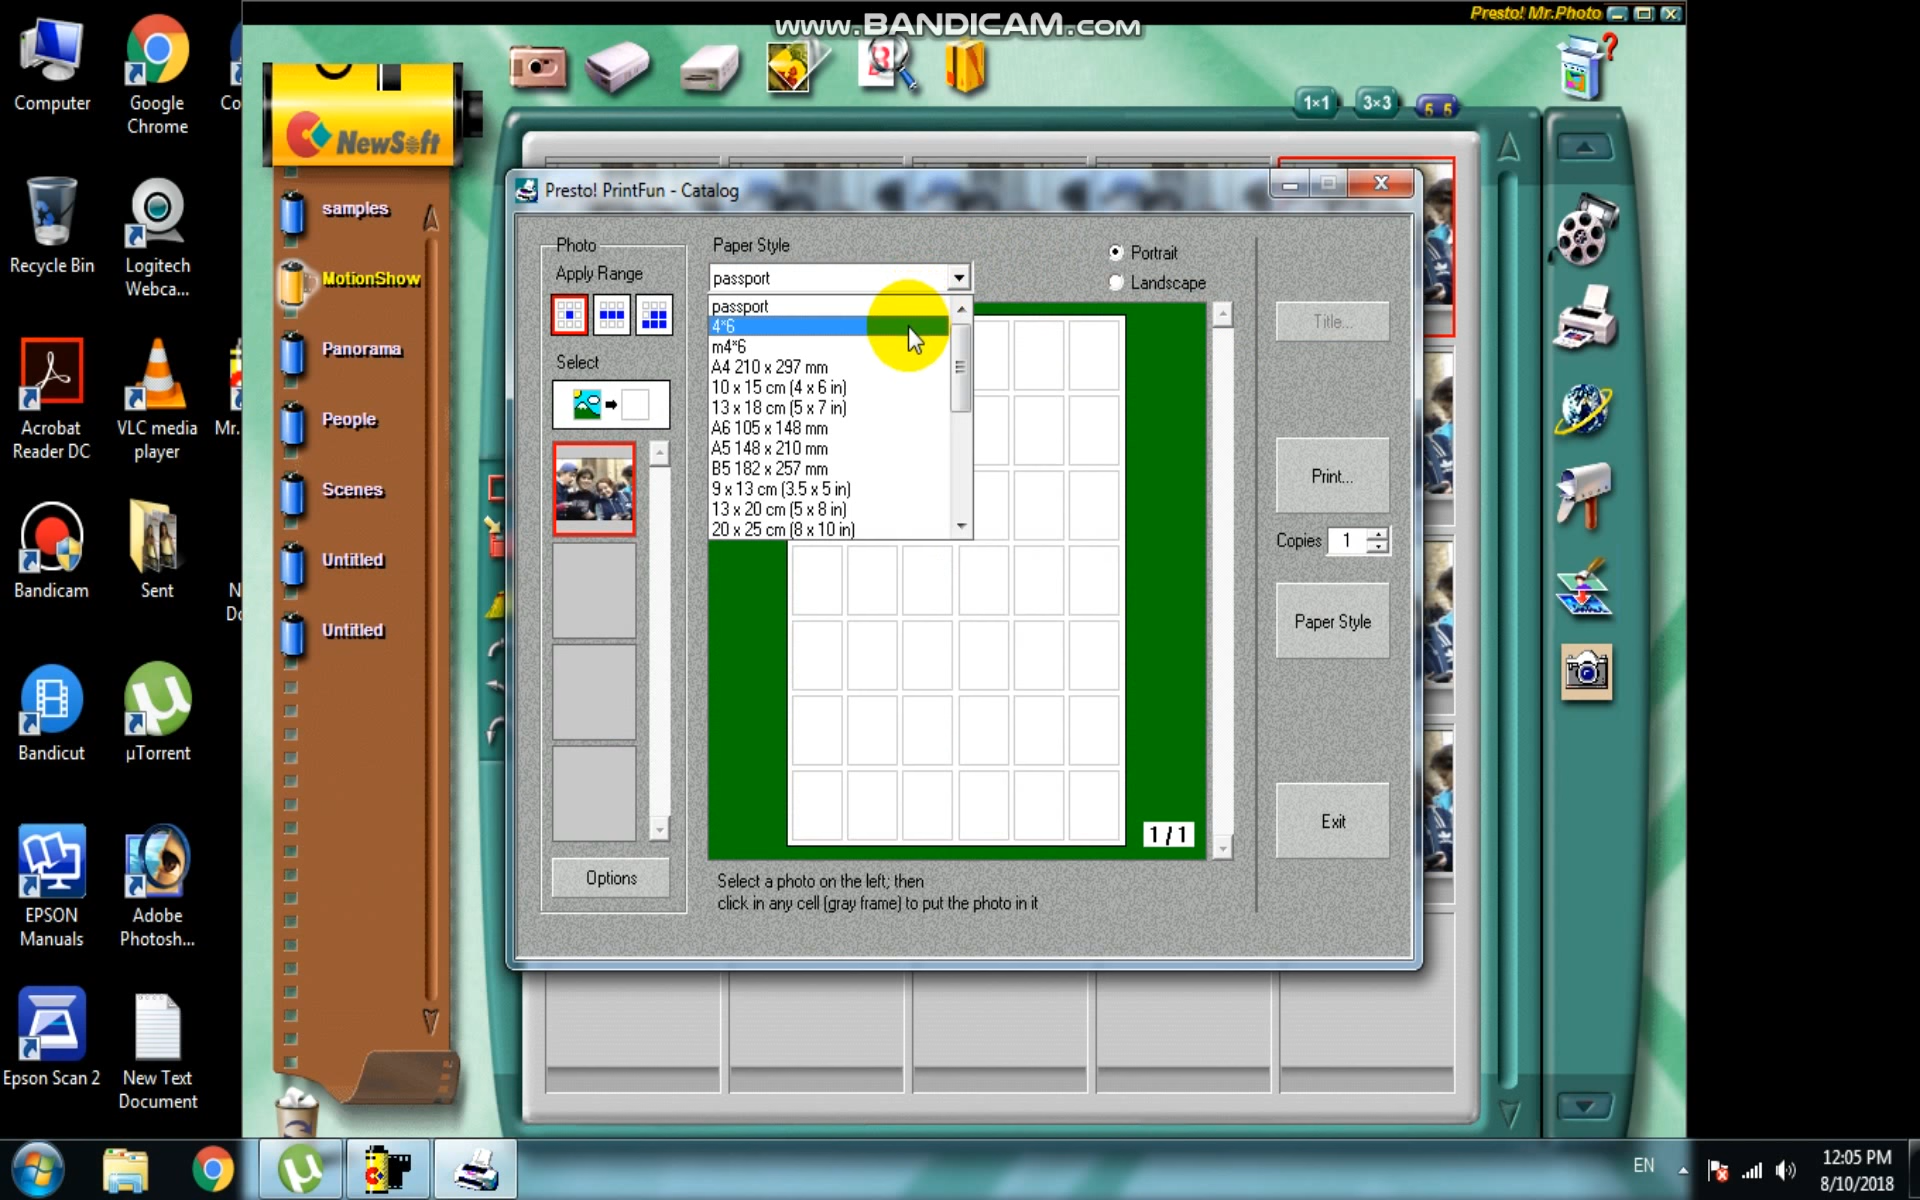 www.BANDICAM.com
Presto! Mr.Photo
Computer
Google
Chrome
Co
Recycle Bin
Logitech
Webca...
Acrobat
Reader DC
VLC media
player
Mr.
Bandicam
Sent
N
Do
Bandicut
µTorrent
EPSON
Manuals
Adobe
Photosh...
Epson Scan 2
New Text
Document
NewSoft
samples
MotionShow
Panorama
People
Scenes
Untitled
Untitled
1×1
3×3
5 5
Presto! PrintFun - Catalog
Photo
Apply Range
Select
Options
Paper Style
passport
passport
4*6
m4*6
A4 210 x 297 mm
10 x 15 cm (4 x 6 in)
13 x 18 cm (5 x 7 in)
A6 105 x 148 mm
A5 148 x 210 mm
B5 182 x 257 mm
9 x 13 cm (3.5 x 5 in)
13 x 20 cm (5 x 8 in)
20 x 25 cm (8 x 10 in)
Portrait
Landscape
1 / 1
Select a photo on the left; then
click in any cell (gray frame) to put the photo in it
Title...
Print...
Copies 1
Paper Style
Exit
EN
12:05 PM
8/10/2018